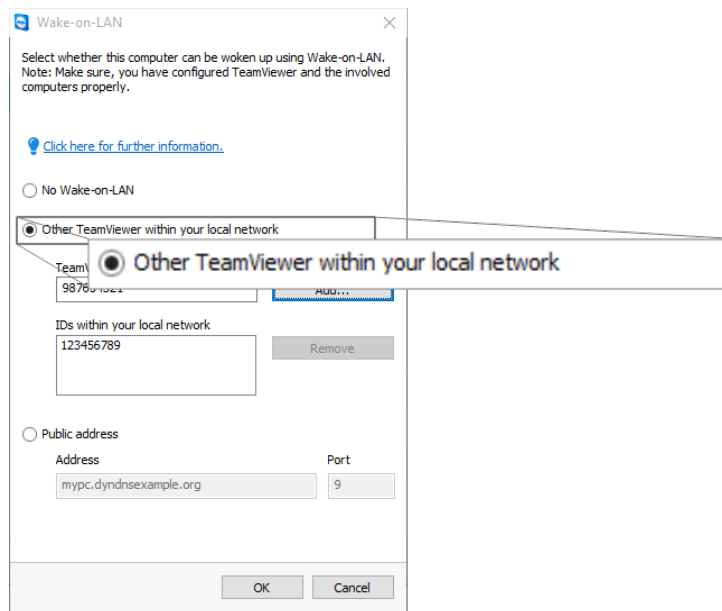 Wake-on-LAN
Select whether this computer can be woken up using Wake-on-LAN.
Note: Make sure, you have configured TeamViewer and the involved
computers properly.
Click here for further information.
No Wake-on-LAN
Other TeamViewer within your local network
Other TeamViewer within your local network
Add...
IDs within your local network
123456789
Remove
Public address
Address Port
mypc.dyndnsexample.org 9
OK Cancel